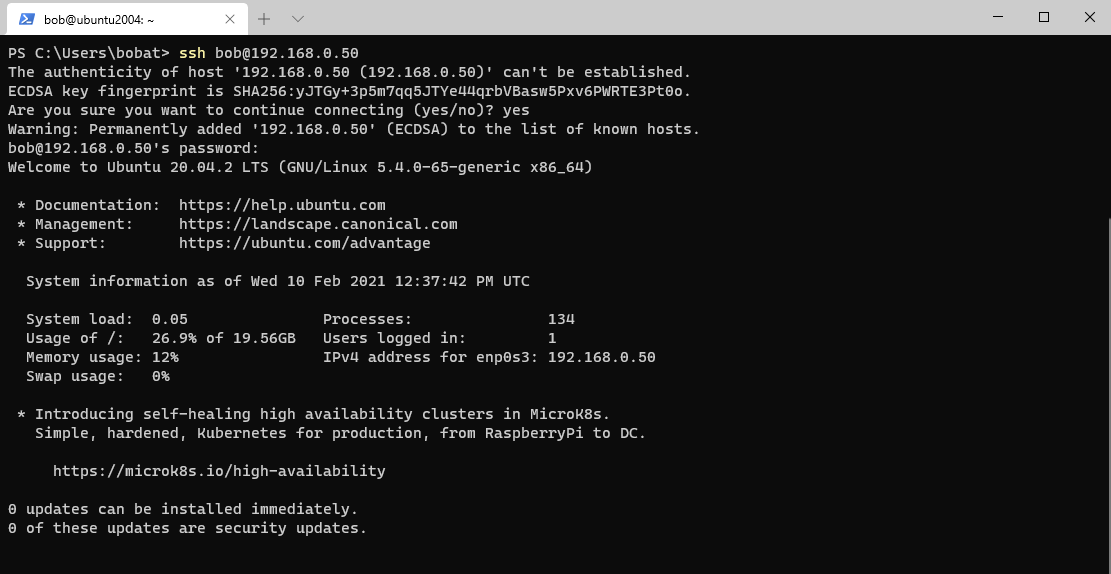 bob@ubuntu2004: ~
PS C:\Users\bobat> ssh bob@192.168.0.50
The authenticity of host '192.168.0.50 (192.168.0.50)' can't be established.
ECDSA key fingerprint is SHA256:yJTGy+3p5m7qq5JTYe44qrbVBasw5Pxv6PWRTE3Pt0o.
Are you sure you want to continue connecting (yes/no)? yes
Warning: Permanently added '192.168.0.50' (ECDSA) to the list of known hosts.
bob@192.168.0.50's password:
Welcome to Ubuntu 20.04.2 LTS (GNU/Linux 5.4.0-65-generic x86_64)

 * Documentation:  https://help.ubuntu.com
 * Management:     https://landscape.canonical.com
 * Support:        https://ubuntu.com/advantage

  System information as of Wed 10 Feb 2021 12:37:42 PM UTC

  System load:  0.05               Processes:               134
  Usage of /:   26.9% of 19.56GB   Users logged in:         1
  Memory usage: 12%                IPv4 address for enp0s3: 192.168.0.50
  Swap usage:   0%

 * Introducing self-healing high availability clusters in MicroK8s.
   Simple, hardened, Kubernetes for production, from RaspberryPi to DC.

     https://microk8s.io/high-availability

0 updates can be installed immediately.
0 of these updates are security updates.